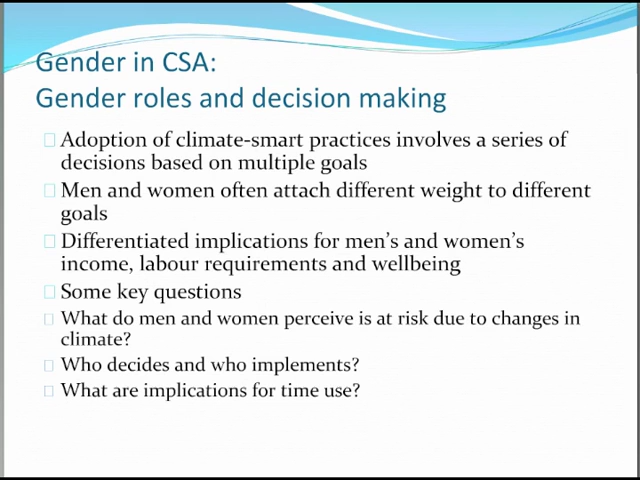 Gender in CSA:
Gender roles and decision making
Adoption of climate-smart practices involves a series of
decisions based on multiple goals
Men and women often attach different weight to different
goals
Differentiated implications for men's and women's
income, labour requirements and wellbeing
Some key questions
What do men and women perceive is at risk due to changes in
climate?
Who decides and who implements?
What are implications for time use?